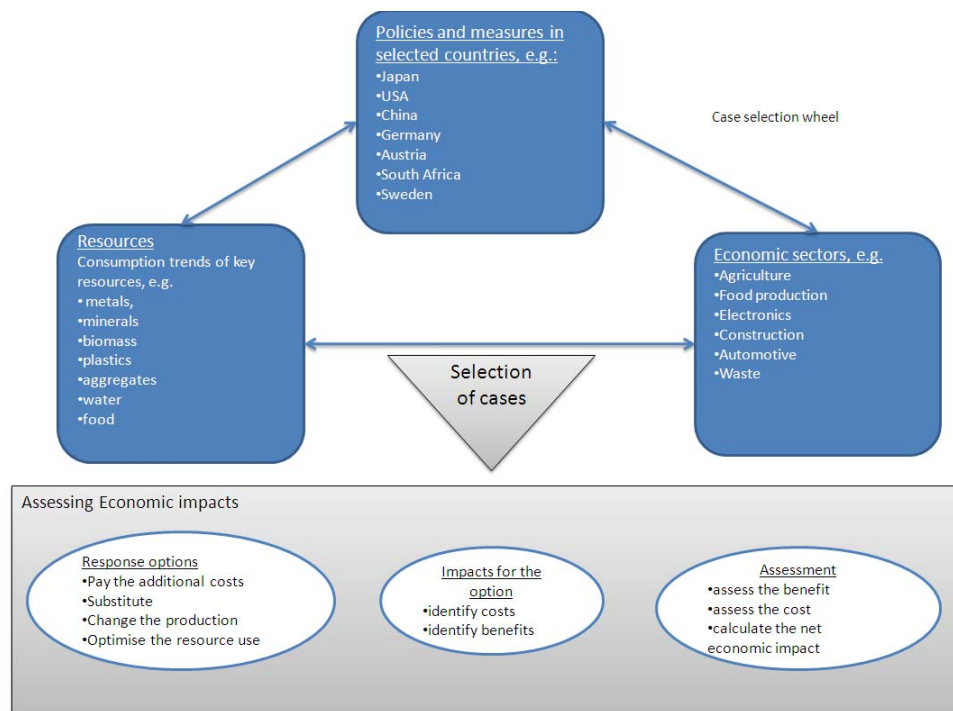 Policies and measures in
selected countries, e.g.:
•Japan
•USA
•China
•Germany
•Austria
•South Africa
•Sweden
Case selection wheel
Resources
Consumption trends of key
resources, e.g.
• metals,
•minerals
•biomass
•plastics
•aggregates
•water
•food
Economic sectors, e.g.
•Agriculture
•Food production
•Electronics
•Construction
•Automotive
•Waste
Selection
of cases
Assessing Economic impacts
Response options
•Pay the additional costs
•Substitute
•Change the production
•Optimise the resource use
Impacts for the
option
•identify costs
•identify benefits
Assessment
•assess the benefit
•assess the cost
•calculate the net
economic impact